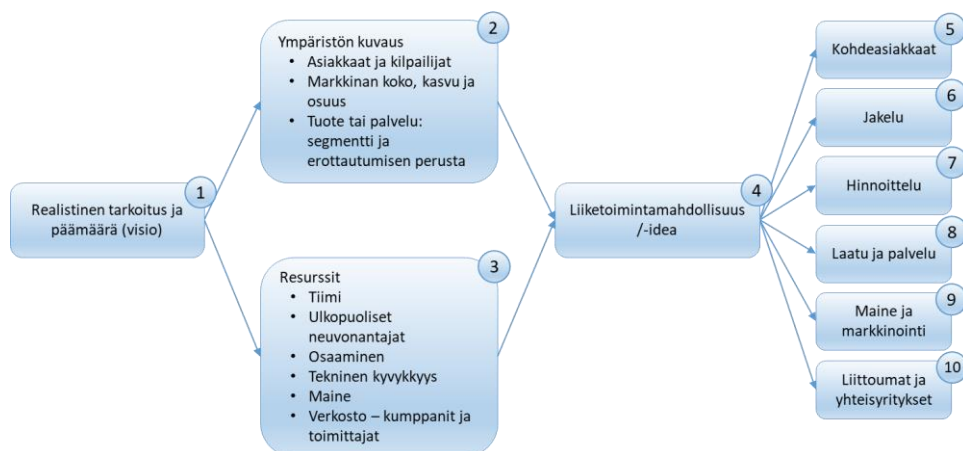 1
Realistinen tarkoitus ja
päämäärä (visio)
2
Ympäristön kuvaus
• Asiakkaat ja kilpailijat
• Markkinan koko, kasvu ja
osuus
• Tuote tai palvelu:
segmentti ja
erottautumisen perusta
3
Resurssit
• Tiimi
• Ulkopuoliset
neuvonantajat
• Osaaminen
• Tekninen kyvykkyys
• Maine
• Verkosto – kumppanit ja
toimittajat
4
Liiketoimintamahdollisuus
/-idea
5
Kohdeasiakkaat
6
Jakelu
7
Hinnoittelu
8
Laatu ja palvelu
9
Maine ja
markkinointi
10
Liittoumat ja
yhteisyritykset